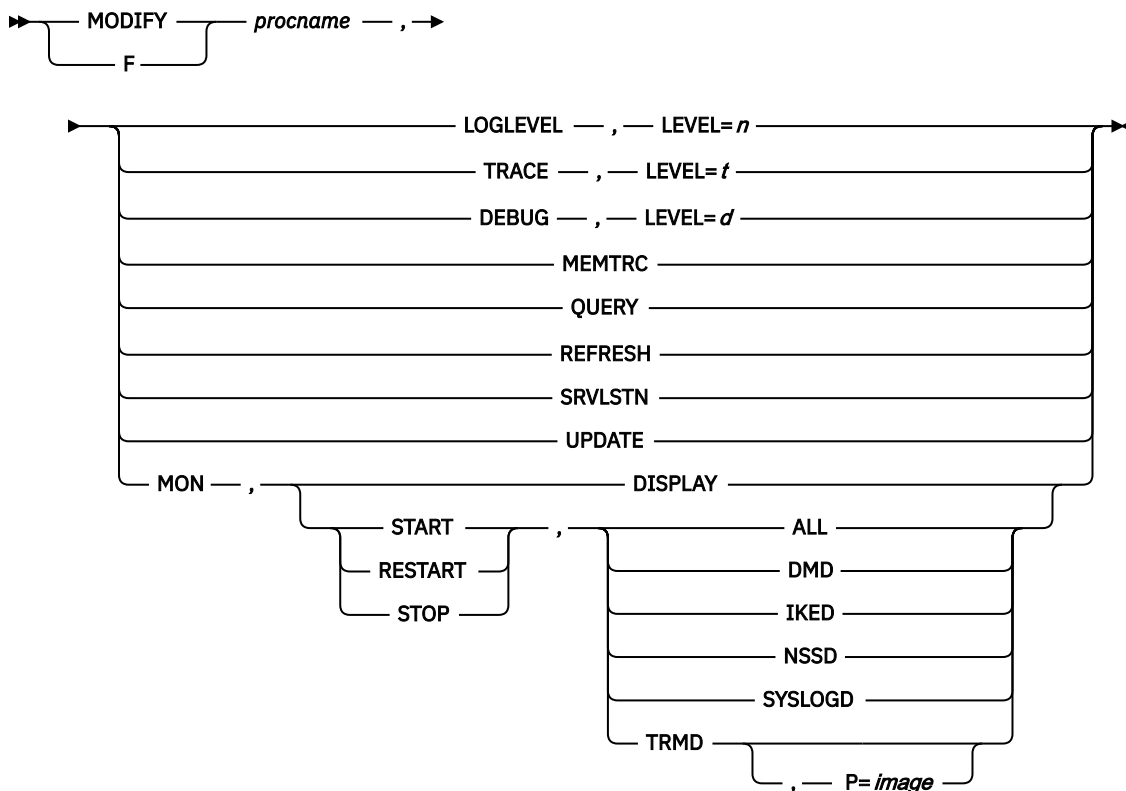 MODIFY procname ,
F
LOGLEVEL , LEVEL= n
TRACE , LEVEL= t
DEBUG , LEVEL= d
MEMTRC
QUERY
REFRESH
SRVLSTN
UPDATE
MON , DISPLAY
START , ALL
RESTART DMD
STOP IKED
NSSD
SYSLOGD
TRMD
, P= image